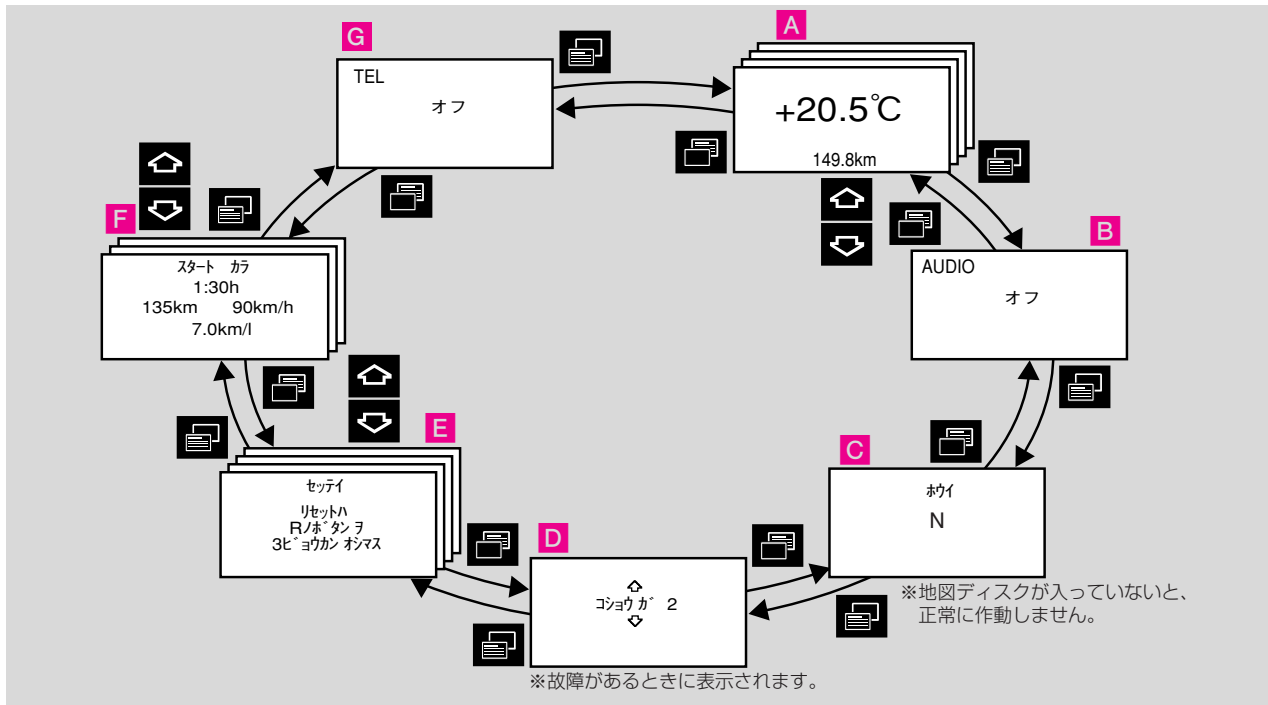 G
TEL
オフ
A
+20.5℃
149.8km
B
AUDIO
オフ
C
ﾎｳｲ
N
※地図ディスクが入っていないと、
正常に作動しません。
D
ｺｼｮｳ ｶﾞ 2
※故障があるときに表示されます。
E
ｾｯﾃｲ
ﾘｾｯﾄﾊ
Rﾉﾎﾞﾀﾝ ｦ
3ﾋﾞｮｳｶﾝ ｵｼﾏｽ
F
ｽﾀｰﾄ ｶﾗ
1:30h
135km 90km/h
7.0km/l